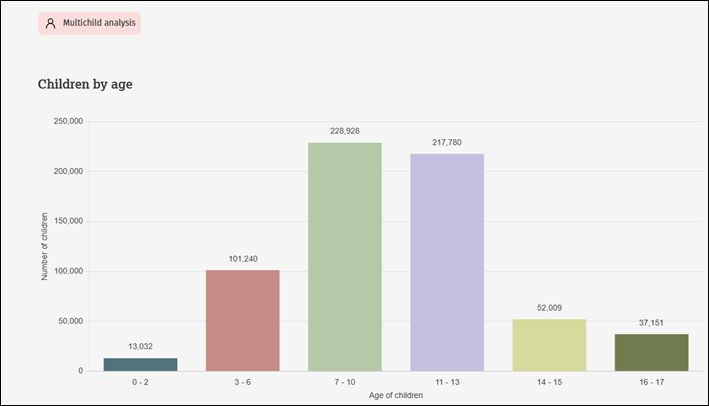 Multichild analysis
Children by age
250,000
200,000
150,000
100,000
50,000
0
Number of children
13,032
101,240
228,928
217,780
52,009
37,151
0 - 2
3 - 6
7 - 10
11 - 13
14 - 15
16 - 17
Age of children